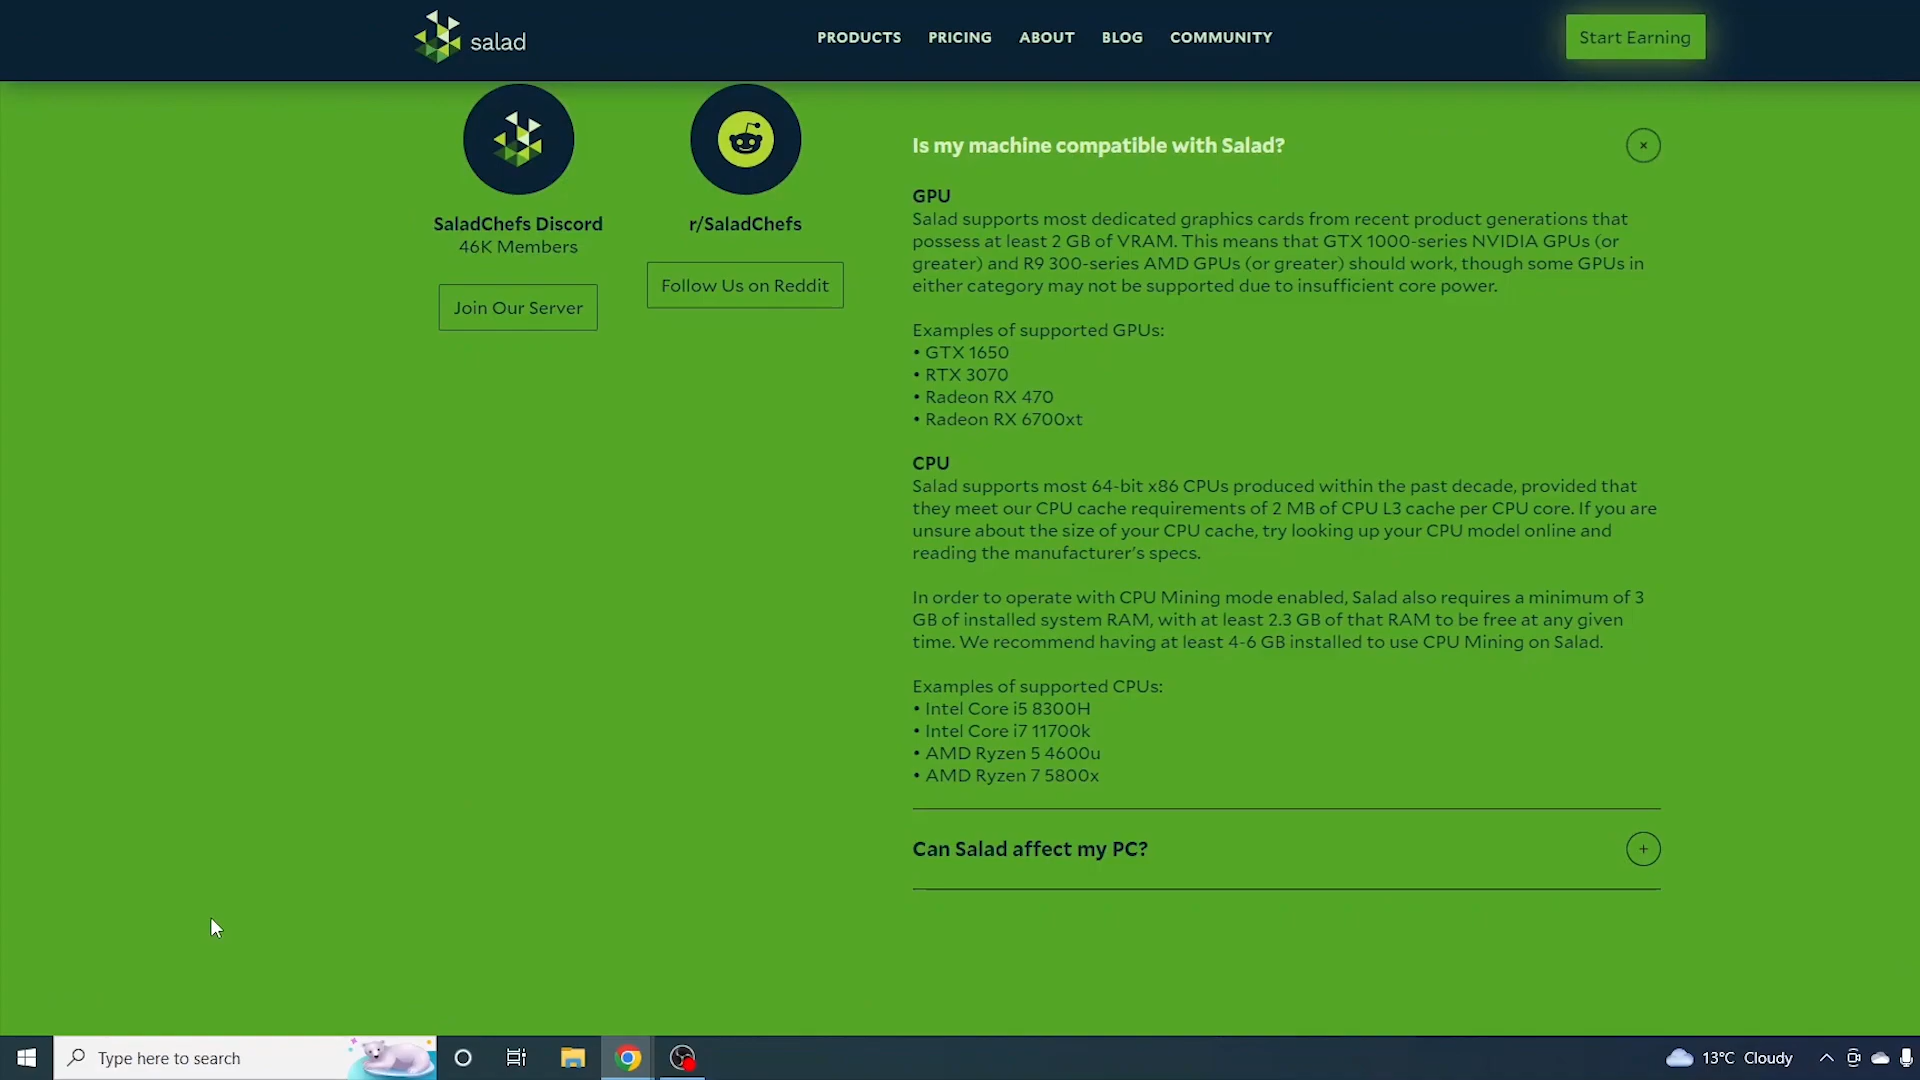 salad
PRODUCTS
PRICING
ABOUT
BLOG
COMMUNITY
Start Earning
SaladChefs Discord
46K Members
Join Our Server
r/SaladChefs
Follow Us on Reddit
Is my machine compatible with Salad?
GPU
Salad supports most dedicated graphics cards from recent product generations that
possess at least 2 GB of VRAM. This means that GTX 1000-series NVIDIA GPUs (or
greater) and R9 300-series AMD GPUs (or greater) should work, though some GPUs in
either category may not be supported due to insufficient core power.
Examples of supported GPUs:
• GTX 1650
• RTX 3070
• Radeon RX 470
• Radeon RX 6700xt
CPU
Salad supports most 64-bit x86 CPUs produced within the past decade, provided that
they meet our CPU cache requirements of 2 MB of CPU L3 cache per CPU core. If you are
unsure about the size of your CPU cache, try looking up your CPU model online and
reading the manufacturer's specs.
In order to operate with CPU Mining mode enabled, Salad also requires a minimum of 3
GB of installed system RAM, with at least 2.3 GB of that RAM to be free at any given
time. We recommend having at least 4-6 GB installed to use CPU Mining on Salad.
Examples of supported CPUs:
• Intel Core i5 8300H
• Intel Core i7 11700k
• AMD Ryzen 5 4600u
• AMD Ryzen 7 5800x
Can Salad affect my PC?
Type here to search
13°C Cloudy